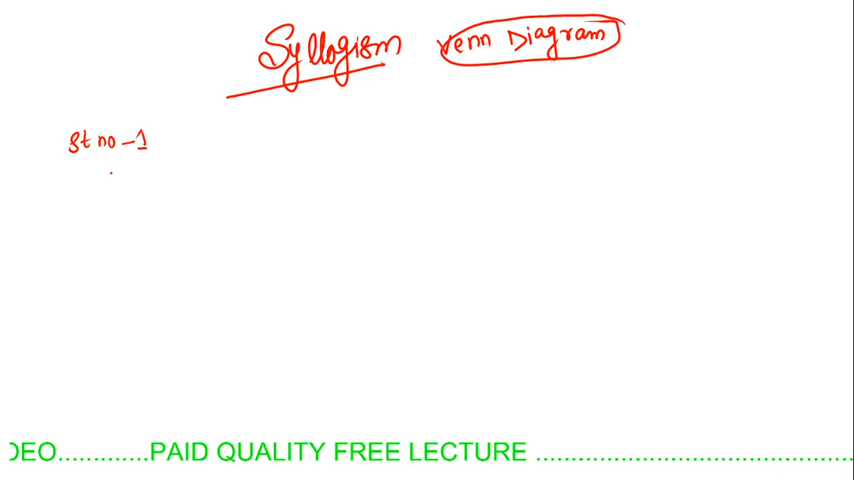 Syllogism Venn Diagram
St no - 1
DEO.............PAID QUALITY FREE LECTURE .............................................